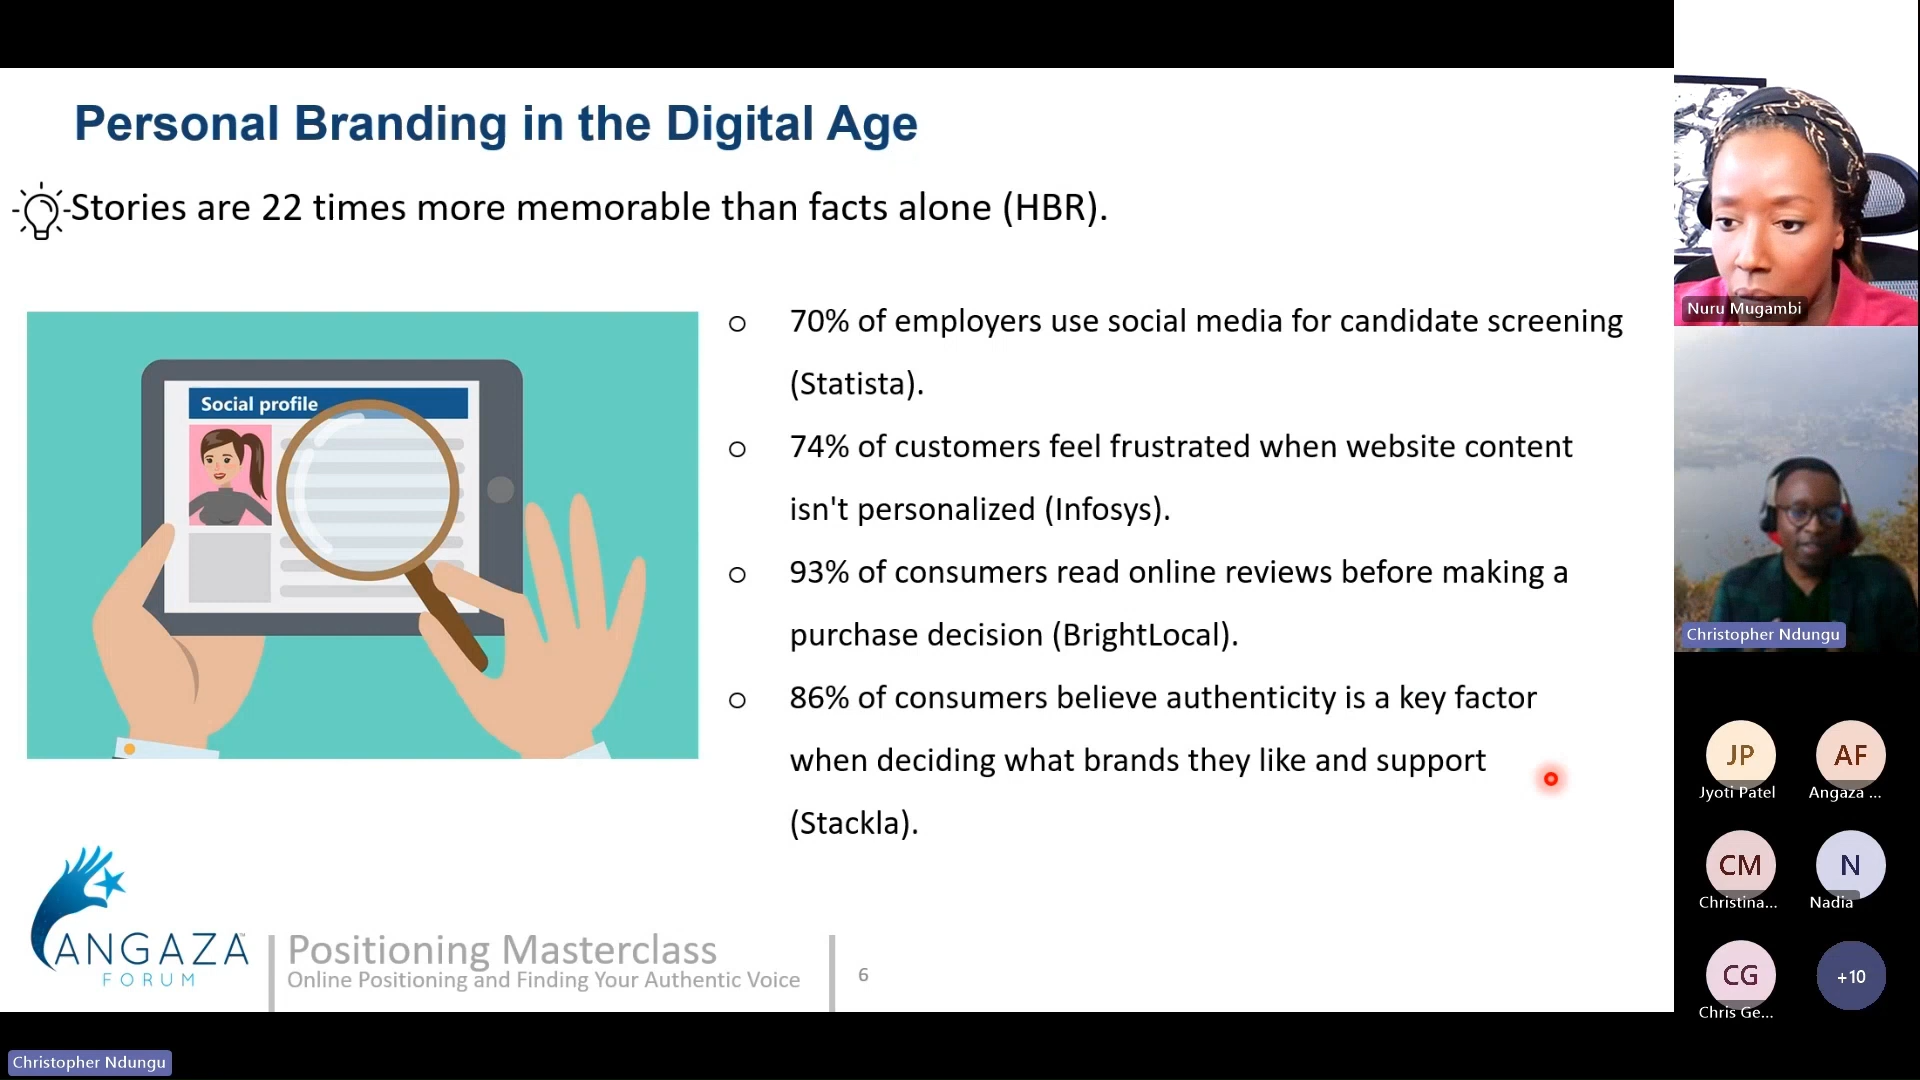 Personal Branding in the Digital Age
Stories are 22 times more memorable than facts alone (HBR).
Social profile
o 70% of employers use social media for candidate screening
(Statista).
o 74% of customers feel frustrated when website content
isn't personalized (Infosys).
o 93% of consumers read online reviews before making a
purchase decision (BrightLocal).
o 86% of consumers believe authenticity is a key factor
when deciding what brands they like and support
(Stackla).
ANGAZA™
FORUM
Positioning Masterclass
Online Positioning and Finding Your Authentic Voice
6
Nuru Mugambi
Christopher Ndungu
JP
Jyoti Patel
AF
Angaza ...
CM
Christina...
N
Nadia
CG
Chris Ge...
+10
Christopher Ndungu